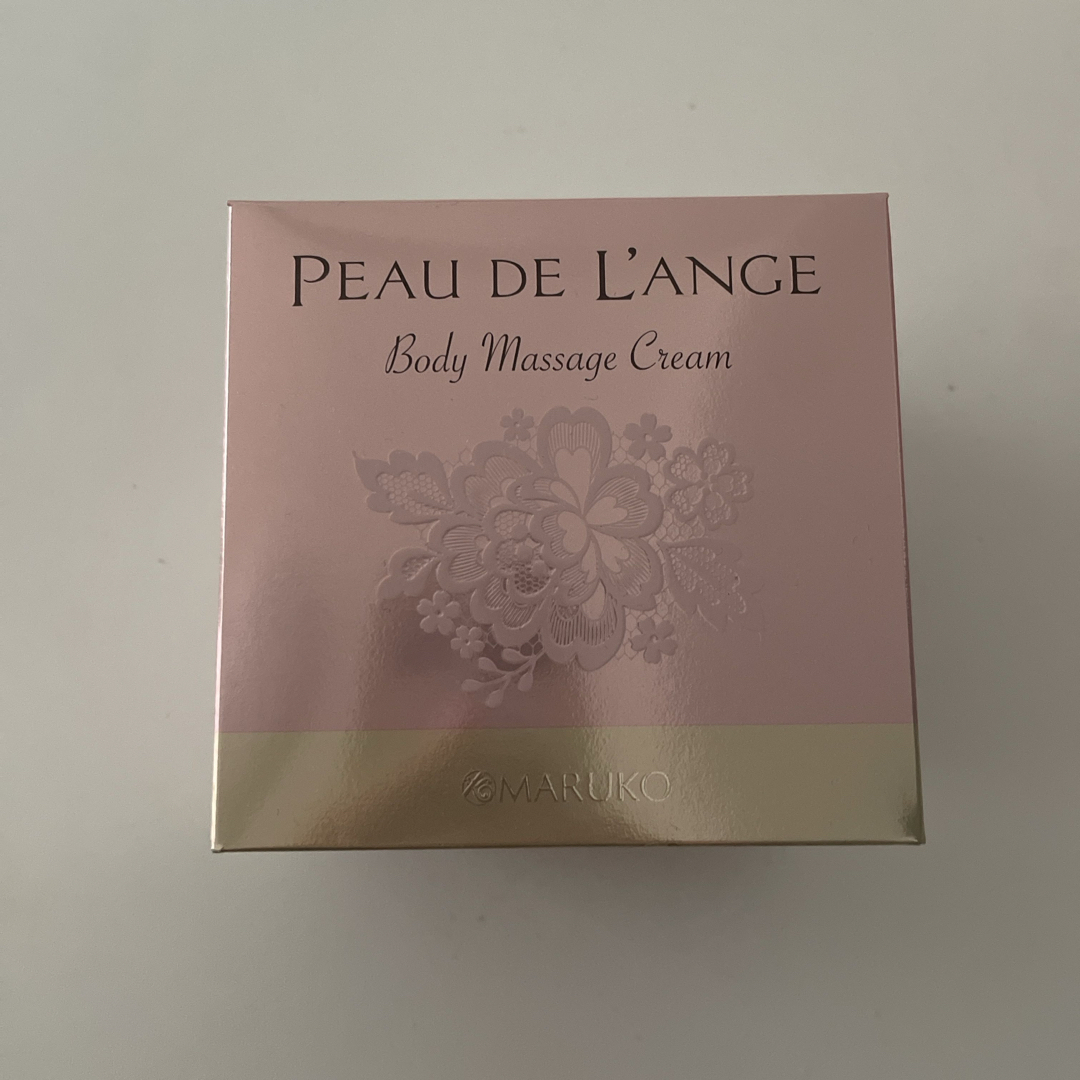 PEAU DE L'ANGE
Body Massage Cream
MARUKO